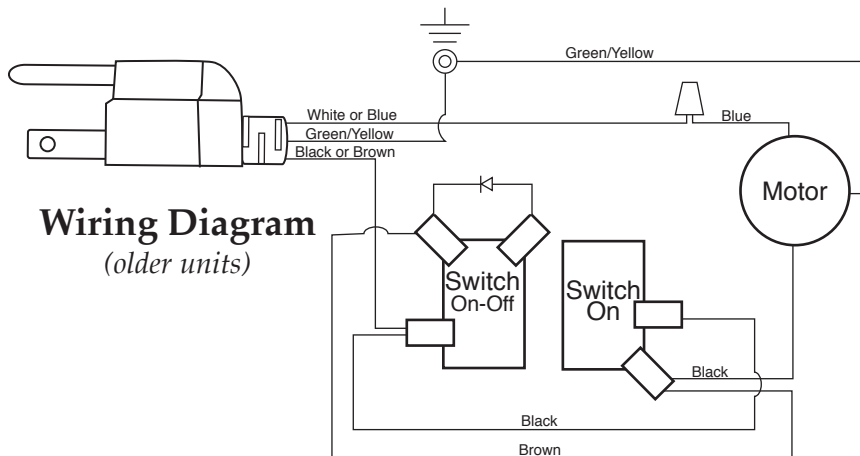 Green/Yellow
White or Blue
Blue
Green/Yellow
Black or Brown
Motor
Wiring Diagram
(older units)
Switch
On-Off
Switch
On
Black
Black
Brown